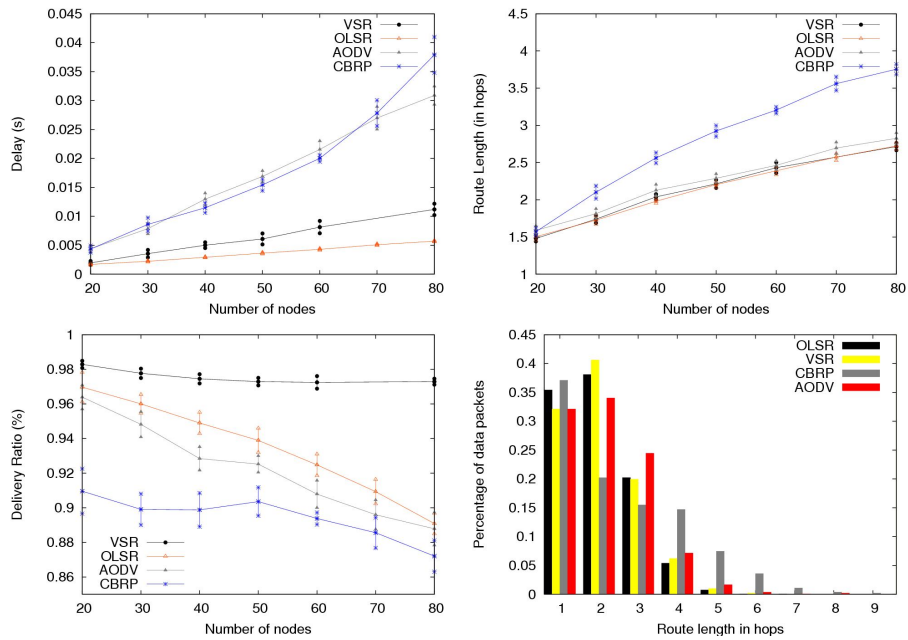 Delay (s)
0.045
0.04
0.035
0.03
0.025
0.02
0.015
0.01
0.005
0
20 30 40 50 60 70 80
Number of nodes
VSR
OLSR
AODV
CBRP
Route Length (in hops)
4.5
4
3.5
3
2.5
2
1.5
1
20 30 40 50 60 70 80
Number of nodes
VSR
OLSR
AODV
CBRP
Delivery Ratio (%)
1
0.98
0.96
0.94
0.92
0.9
0.88
0.86
20 30 40 50 60 70 80
Number of nodes
VSR
OLSR
AODV
CBRP
Percentage of data packets
0.45
0.4
0.35
0.3
0.25
0.2
0.15
0.1
0.05
0
1 2 3 4 5 6 7 8 9
Route length in hops
OLSR
VSR
CBRP
AODV